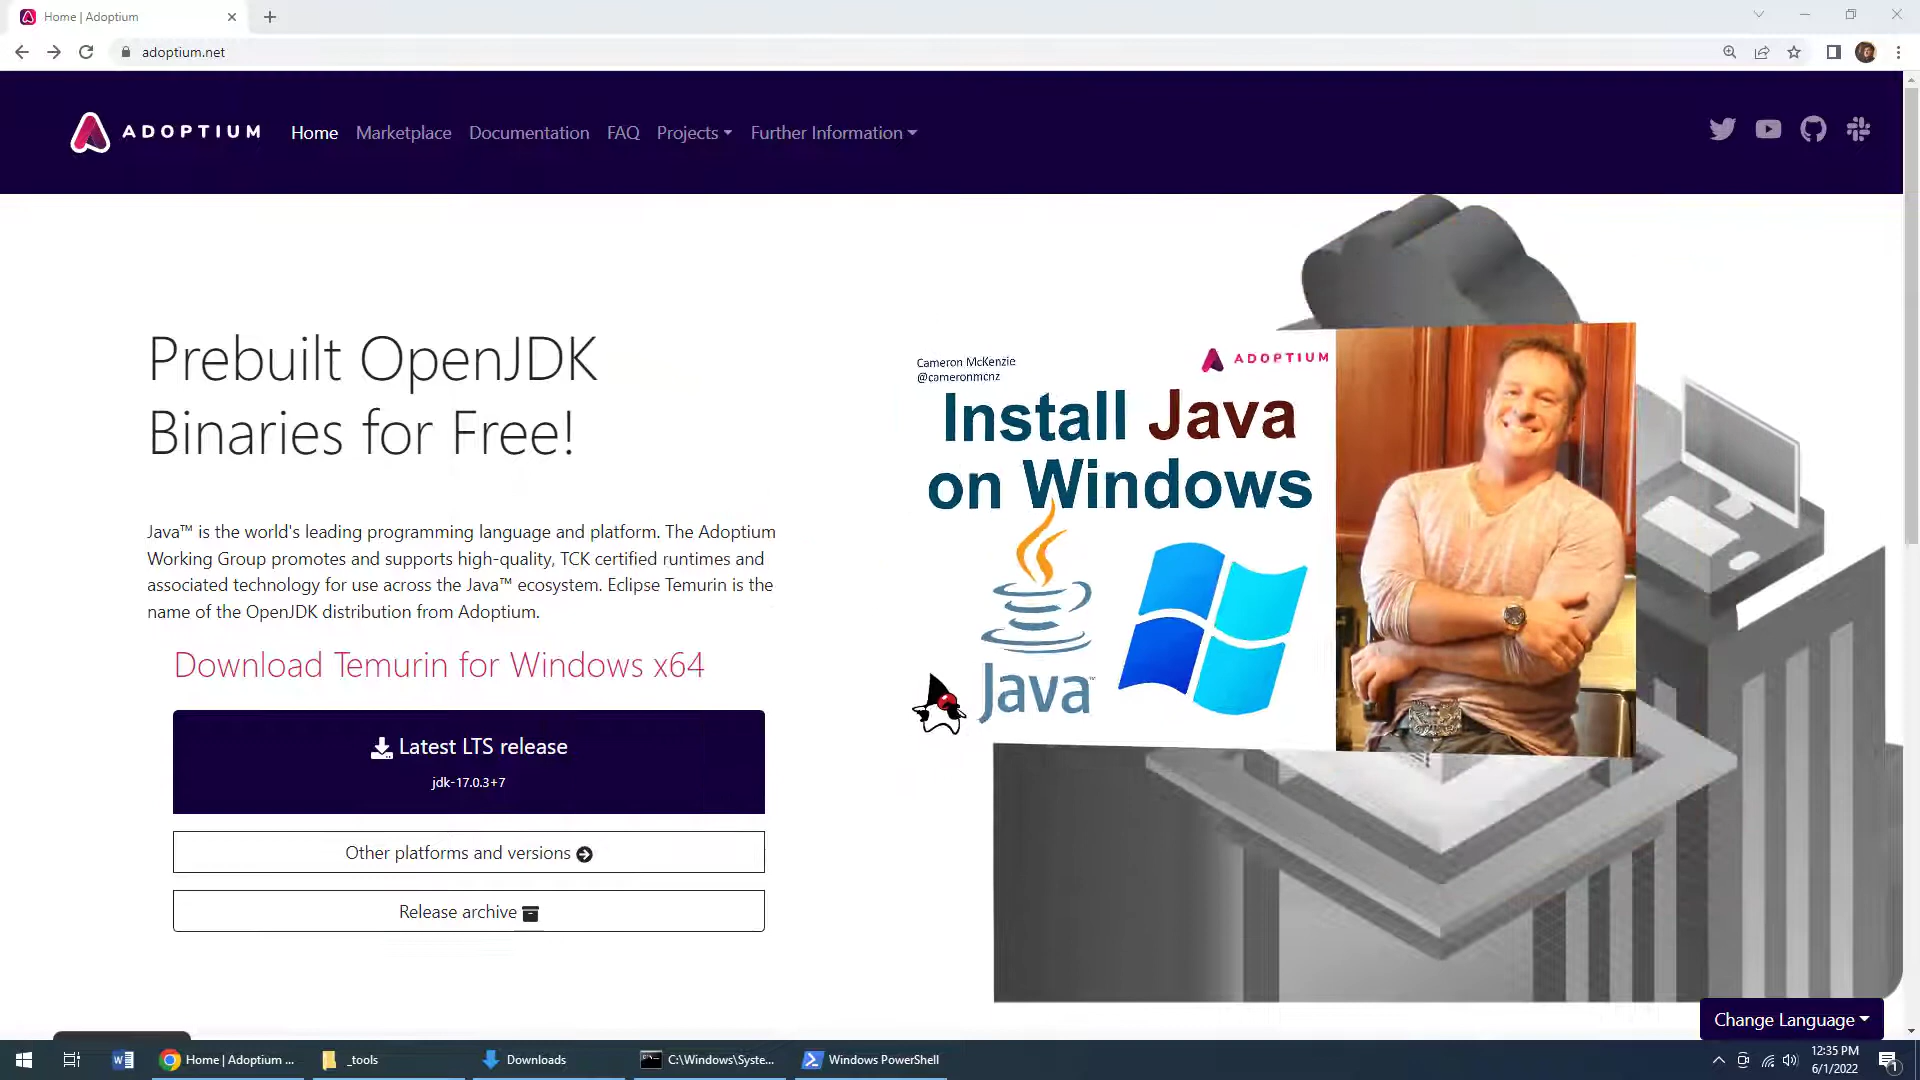 Home | Adoptium
adoptium.net
ADOPTIUM
Home
Marketplace
Documentation
FAQ
Projects
Further Information
Prebuilt OpenJDK
Binaries for Free!
Java™ is the world's leading programming language and platform. The Adoptium
Working Group promotes and supports high-quality, TCK certified runtimes and
associated technology for use across the Java™ ecosystem. Eclipse Temurin is the
name of the OpenJDK distribution from Adoptium.
Download Temurin for Windows x64
Latest LTS release
jdk-17.0.3+7
Other platforms and versions
Release archive
Cameron McKenzie
@cameronmcnz
ADOPTIUM
Install Java
on Windows
Java™
Change Language
Home | Adoptium ...
_tools
Downloads
C:\Windows\Syste...
Windows PowerShell
12:35 PM
6/1/2022
1